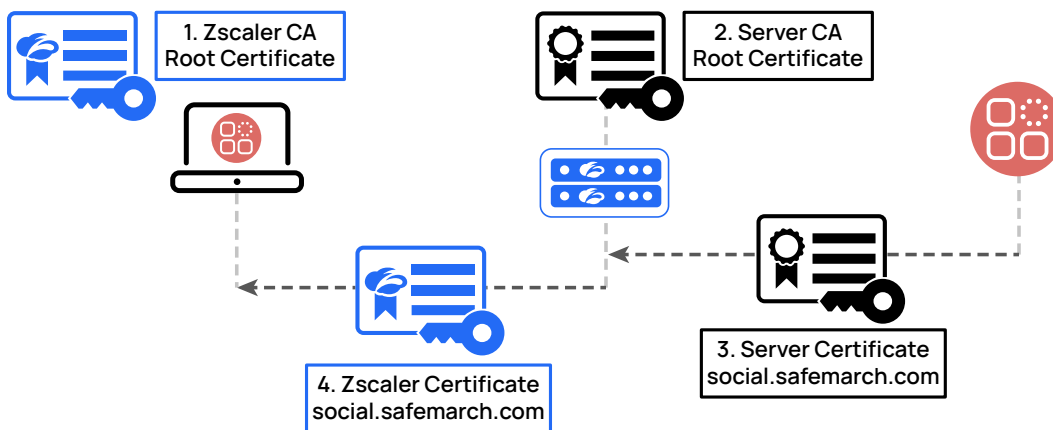 1. Zscaler CA
Root Certificate
2. Server CA
Root Certificate
3. Server Certificate
social.safemarch.com
4. Zscaler Certificate
social.safemarch.com